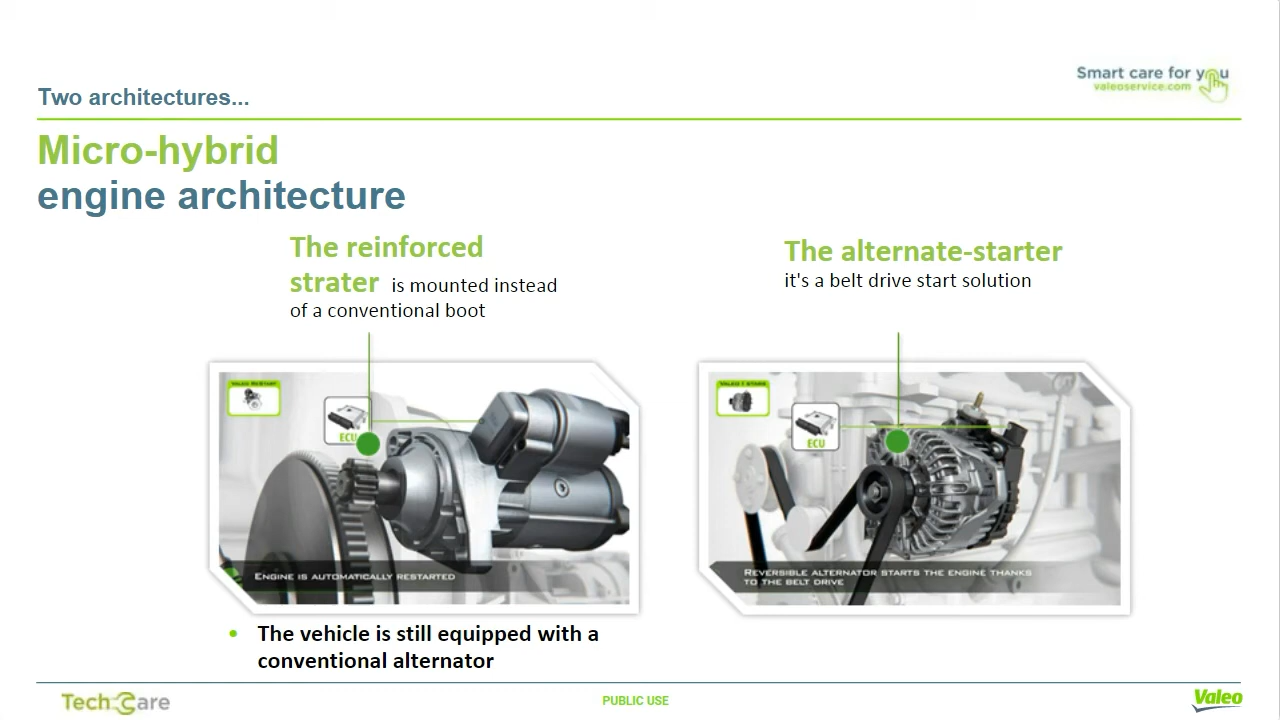 Smart care for you
valeoservice.com
Two architectures...
Micro-hybrid
engine architecture
The reinforced
strater is mounted instead
of a conventional boot
The alternate-starter
it's a belt drive start solution
VALEO RESTART
ECU
ENGINE IS AUTOMATICALLY RESTARTED
ECU
REVERSIBLE ALTERNATOR STARTS THE ENGINE THANKS
TO THE BELT DRIVE
• The vehicle is still equipped with a
conventional alternator
Tech Care
PUBLIC USE
Valeo